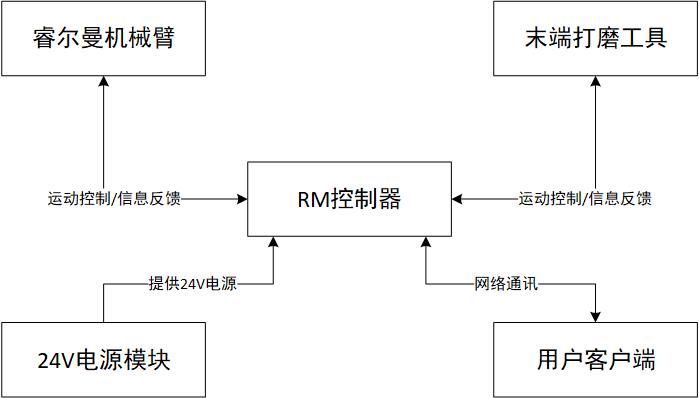 睿尔曼机械臂
末端打磨工具
运动控制/信息反馈
RM控制器
运动控制/信息反馈
提供24V电源
网络通讯
24V电源模块
用户客户端